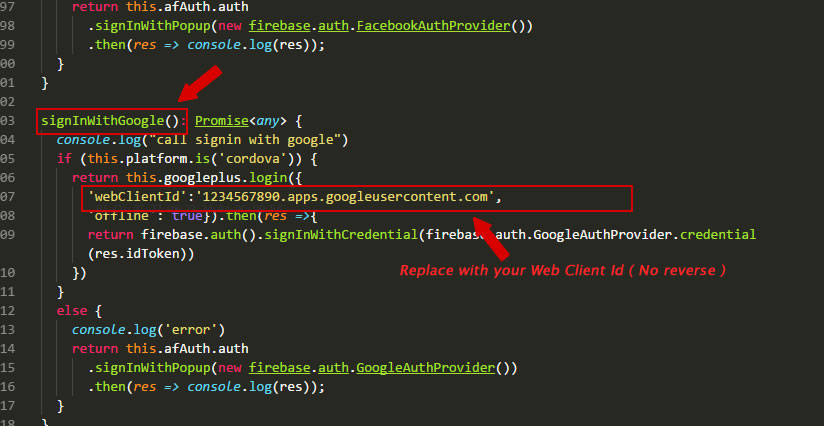 97 return this.afAuth.auth
98 .signInWithPopup(new firebase.auth.FacebookAuthProvider())
99 .then(res => console.log(res));
00 }
01 }
02
03 signInWithGoogle(): Promise<any> {
04 console.log("call signin with google")
05 if (this.platform.is('cordova')) {
06 return this.googleplus.login({
07 'webClientId':'1234567890.apps.googleusercontent.com',
08 'offline': true}).then(res =>{
09 return firebase.auth().signInWithCredential(firebase.auth.GoogleAuthProvider.credential
(res.idToken))
Replace with your Web Client Id ( No reverse )
10 })
11 }
12 else {
13 console.log('error')
14 return this.afAuth.auth
15 .signInWithPopup(new firebase.auth.GoogleAuthProvider())
16 .then(res => console.log(res));
17 }
18 }